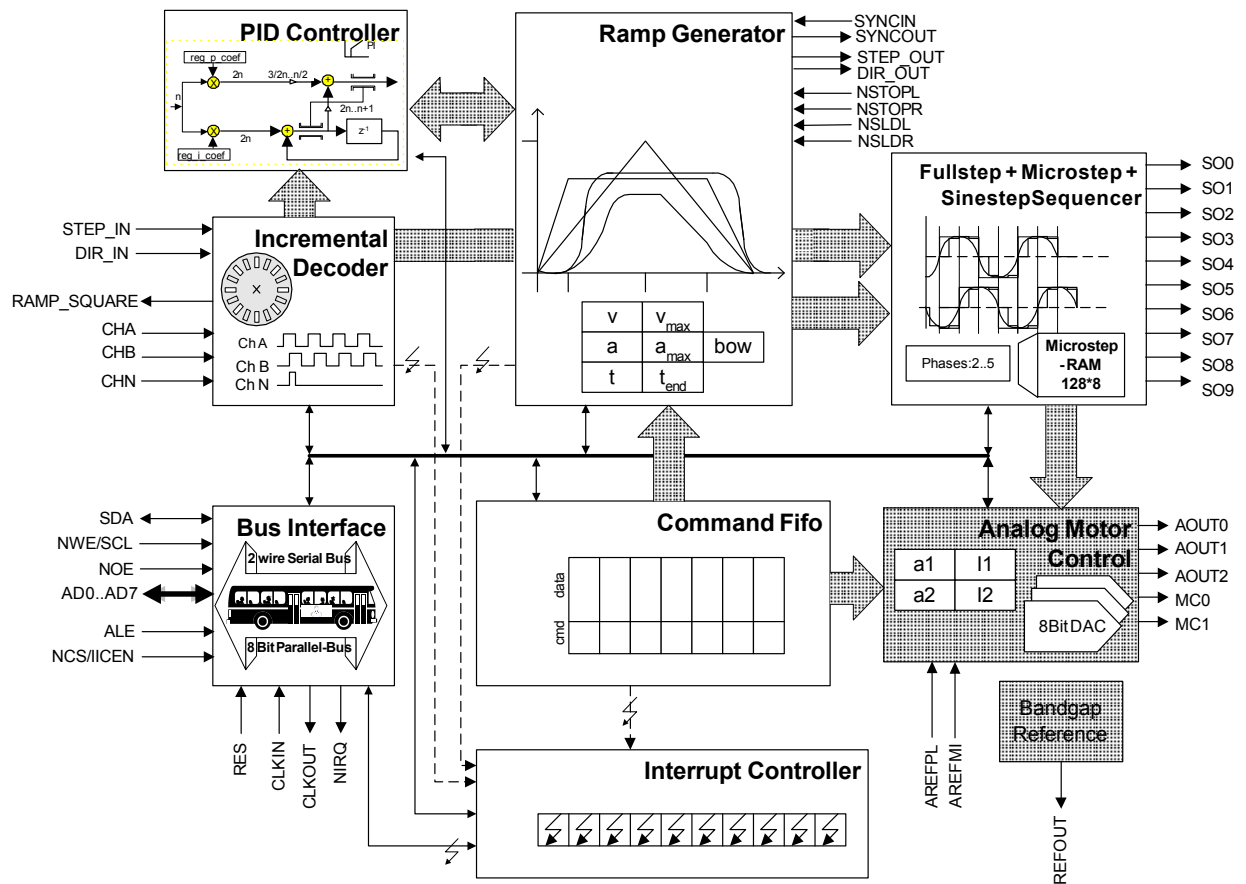 PID Controller
reg_p_coef
PI
X
2n
3/2n..n/2
+
n
2n..n+1
X
2n
+
z-1
reg_i_coef
Ramp Generator
v
vmax
a
amax
bow
t
tend
SYNCIN
SYNCOUT
STEP_OUT
DIR_OUT
NSTOPL
NSTOPR
NSLDL
NSLDR
Fullstep + Microstep +
SinestepSequencer
Phases:2..5
Microstep
-RAM
128*8
SO0
SO1
SO2
SO3
SO4
SO5
SO6
SO7
SO8
SO9
STEP_IN
DIR_IN
RAMP_SQUARE
CHA
CHB
CHN
Incremental
Decoder
Ch A
Ch B
Ch N
SDA
NWE/SCL
NOE
AD0..AD7
ALE
NCS/IICEN
Bus Interface
2 wire Serial Bus
8 Bit Parallel-Bus
RES
CLKIN
CLKOUT
NIRQ
Command Fifo
data
cmd
Analog Motor
Control
a1
I1
a2
I2
8Bit DAC
AOUT0
AOUT1
AOUT2
MC0
MC1
AREFPL
AREFMI
Bandgap
Reference
REFOUT
Interrupt Controller